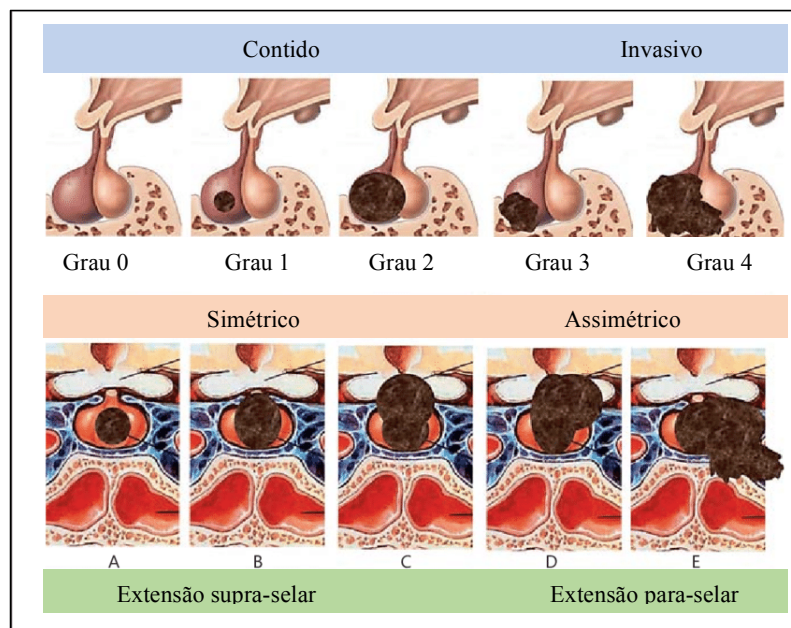 Contido Invasivo
Grau 0 Grau 1 Grau 2 Grau 3 Grau 4
Simétrico Assimétrico
A B C D E
Extensão supra-selar Extensão para-selar